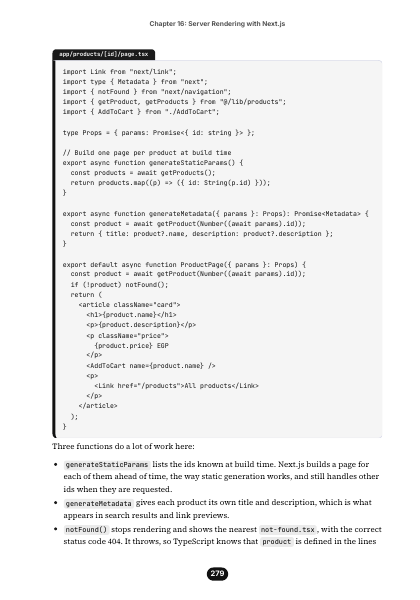 Chapter 16: Server Rendering with Next.js
app/products/[id]/page.tsx
import Link from "next/link";
import type { Metadata } from "next";
import { notFound } from "next/navigation";
import { getProduct, getProducts } from "@/lib/products";
import { AddToCart } from "./AddToCart";

type Props = { params: Promise<{ id: string }> };

// Build one page per product at build time
export async function generateStaticParams() {
  const products = await getProducts();
  return products.map((p) => ({ id: String(p.id) }));
}

export async function generateMetadata({ params }: Props): Promise<Metadata> {
  const product = await getProduct(Number((await params).id));
  return { title: product?.name, description: product?.description };
}

export default async function ProductPage({ params }: Props) {
  const product = await getProduct(Number((await params).id));
  if (!product) notFound();
  return (
    <article className="card">
      <h1>{product.name}</h1>
      <p>{product.description}</p>
      <p className="price">
        {product.price} EGP
      </p>
      <AddToCart name={product.name} />
      <p>
        <Link href="/products">All products</Link>
      </p>
    </article>
  );
}
Three functions do a lot of work here:
• generateStaticParams lists the ids known at build time. Next.js builds a page for
each of them ahead of time, the way static generation works, and still handles other
ids when they are requested.
• generateMetadata gives each product its own title and description, which is what
appears in search results and link previews.
• notFound() stops rendering and shows the nearest not-found.tsx, with the correct
status code 404. It throws, so TypeScript knows that product is defined in the lines
279